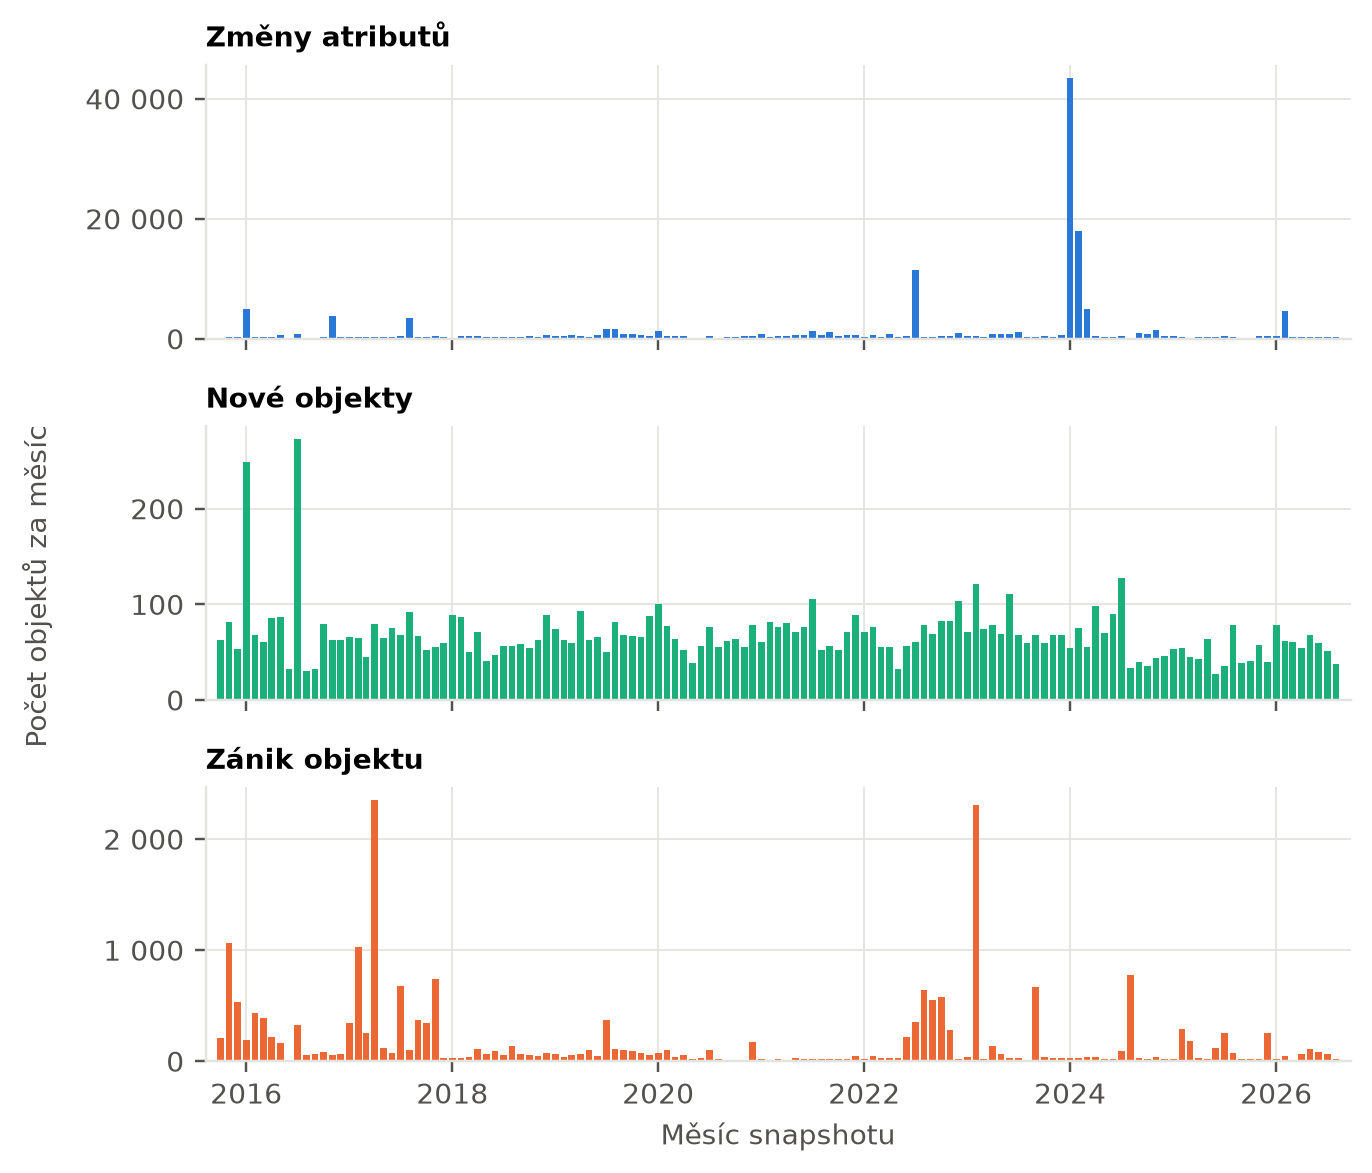 Změny atributů
40 000
20 000
0
Nové objekty
200
100
0
Počet objektů za měsíc
Zánik objektu
2 000
1 000
0
2016 2018 2020 2022 2024 2026
Měsíc snapshotu